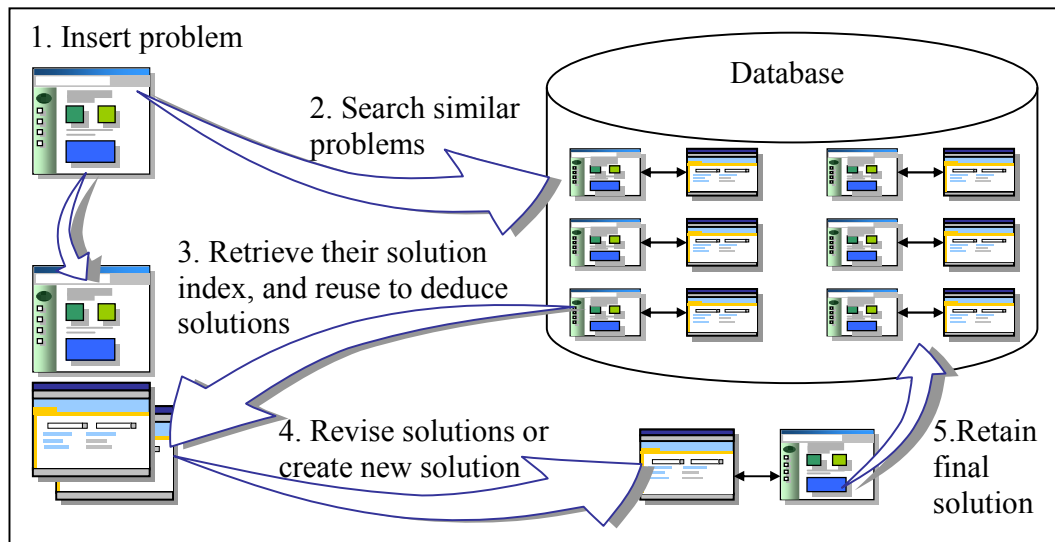 1. Insert problem
Database
2. Search similar
problems
3. Retrieve their solution
index, and reuse to deduce
solutions
4. Revise solutions or
create new solution
5.Retain
final
solution